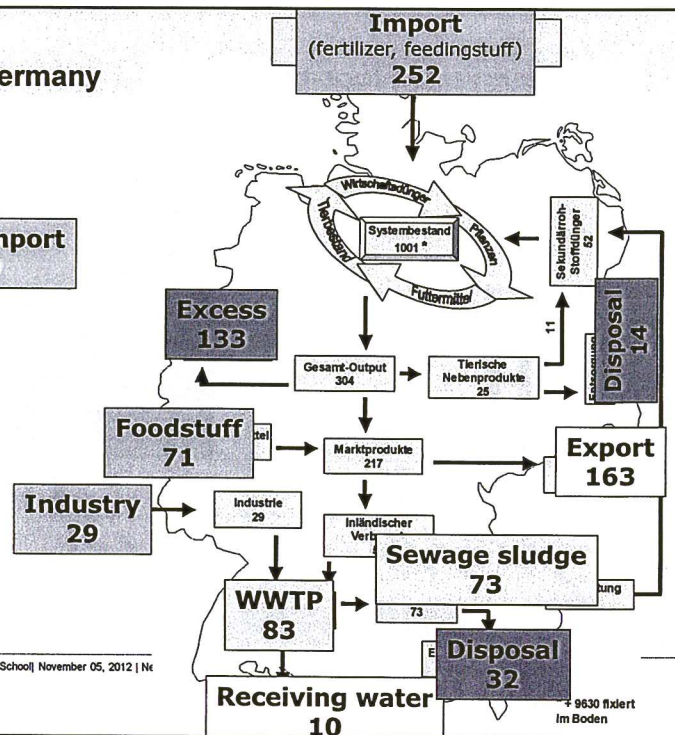 Import
(fertilizer, feedingstuff)
252
ermany
Wirtschaftsdünger
Tierbestand
Pflanzen
Futtermittel
Systembestand
1001 *
Sekundärroh-
Stoffdünger
52
nport
Excess
133
Gesamt-Output
304
Tierische
Nebenprodukte
25
11
Entsorgung
Disposal
14
Foodstuff
71
ttel
Marktprodukte
217
Export
163
Industry
29
Industrie
29
Inländischer
Sewage sludge
73
tung
WWTP
83
73
Disposal
32
E
Receiving water
10
School| November 05, 2012 | Ne
* + 9630 fixiert
im Boden